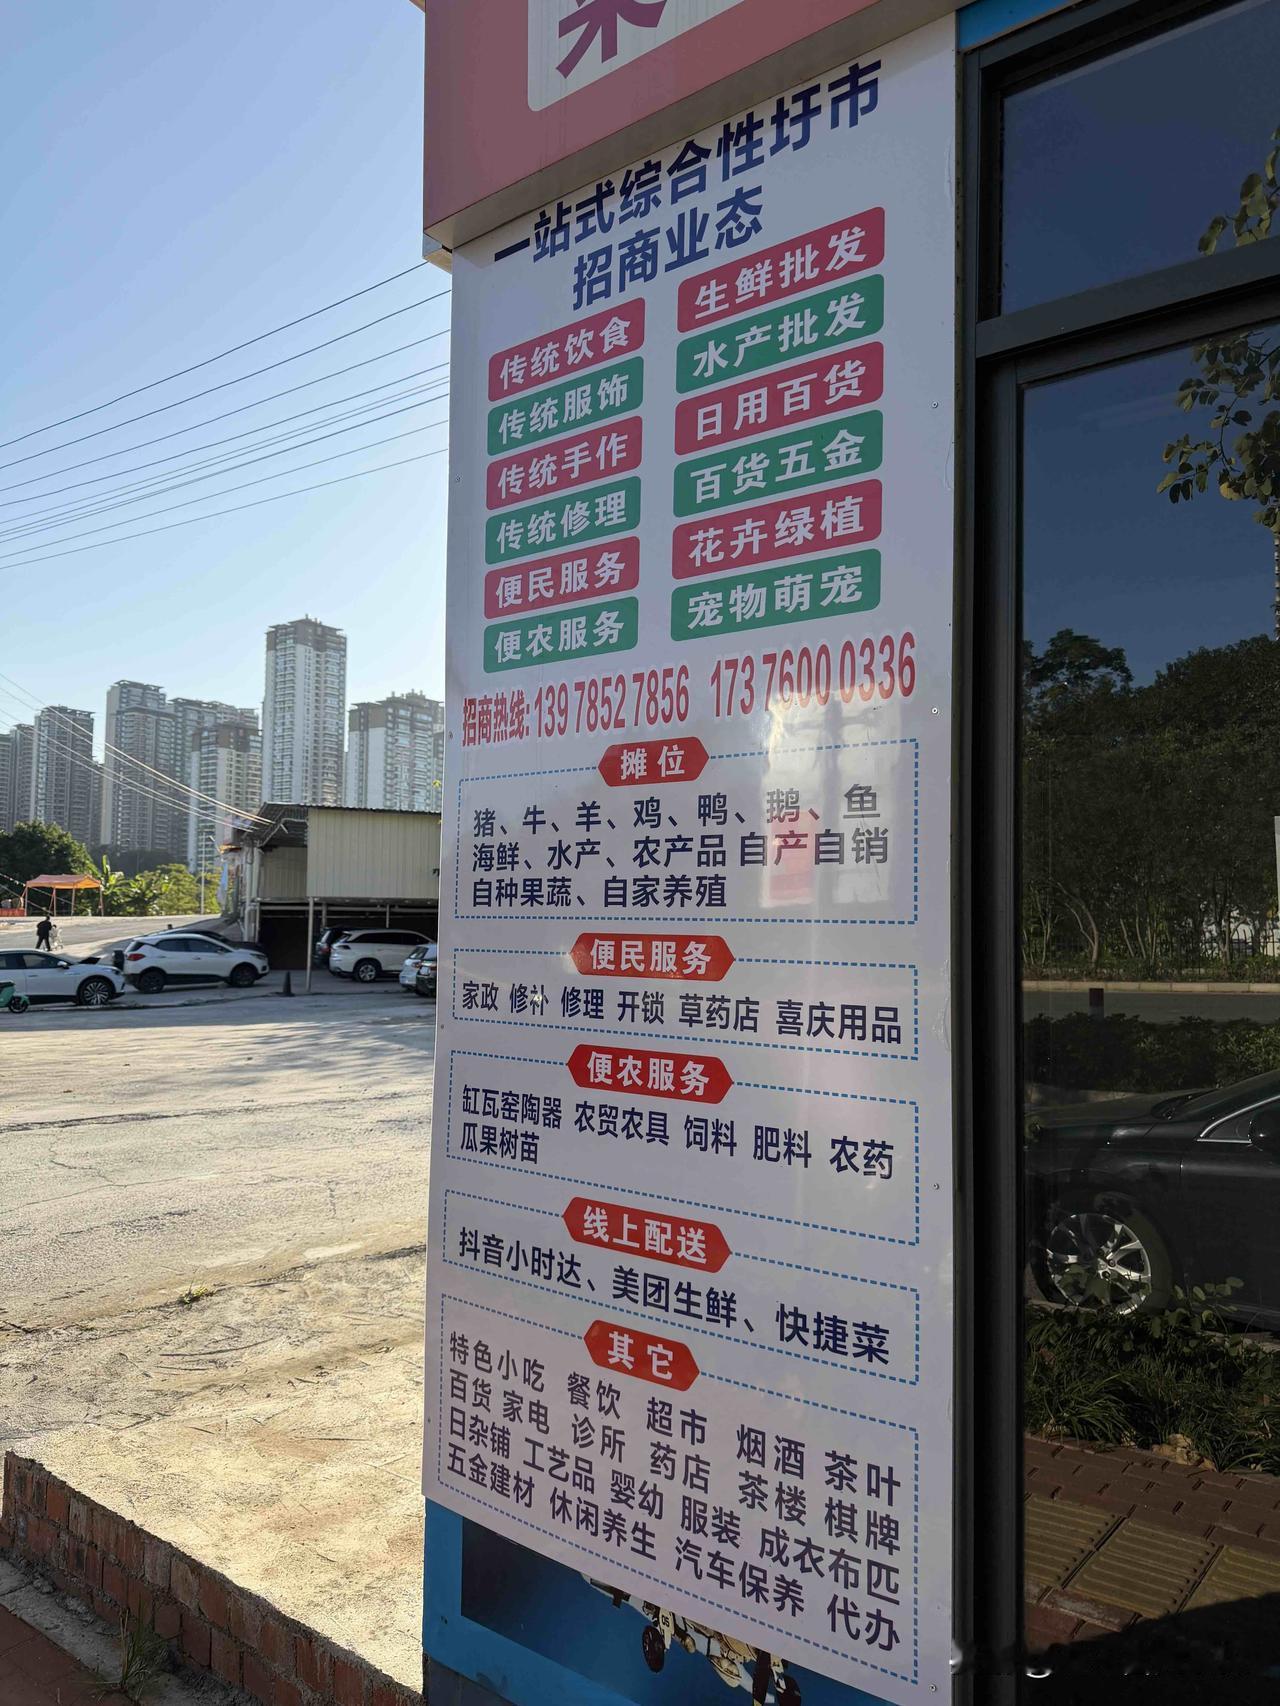 一站式综合性圩市
招商业态
传统饮食 生鲜批发
传统服饰 水产批发
传统手作 日用百货
传统修理 百货五金
便民服务 花卉绿植
便农服务 宠物萌宠
招商热线: 139 7852 7856 173 7600 0336
摊位
猪、牛、羊、鸡、鸭、鹅、鱼
海鲜、水产、农产品 自产自销
自种果蔬、自家养殖
便民服务
家政 修补 修理 开锁 草药店 喜庆用品
便农服务
缸瓦窑陶器 农贸农具 饲料 肥料 农药
瓜果树苗
线上配送
抖音小时达、美团生鲜、快捷菜
其它
特色小吃 餐饮 超市 烟酒 茶叶
百货 家电 诊所 药店 茶楼 棋牌
日杂铺 工艺品 婴幼 服装 成衣布匹
五金建材 休闲养生 汽车保养 代办